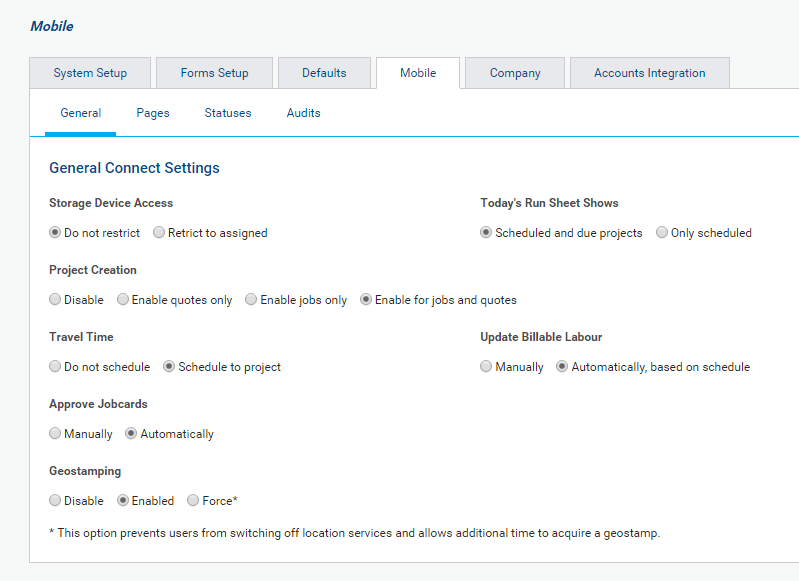 Mobile
System Setup Forms Setup Defaults Mobile Company Accounts Integration
General Pages Statuses Audits
General Connect Settings
Storage Device Access Today's Run Sheet Shows
Do not restrict Retrict to assigned Scheduled and due projects Only scheduled
Project Creation
Disable Enable quotes only Enable jobs only Enable for jobs and quotes
Travel Time Update Billable Labour
Do not schedule Schedule to project Manually Automatically, based on schedule
Approve Jobcards
Manually Automatically
Geostamping
Disable Enabled Force*
* This option prevents users from switching off location services and allows additional time to acquire a geostamp.